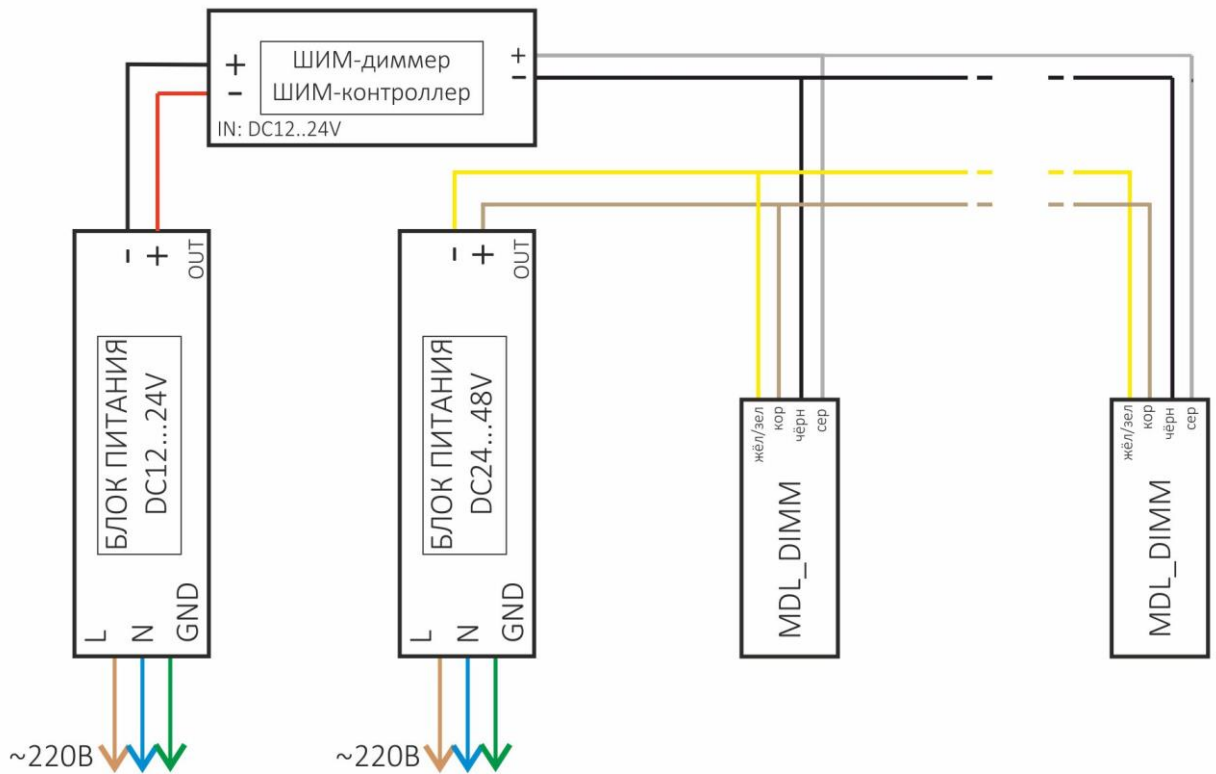 +
ШИМ-диммер
+
-
ШИМ-контроллер
-
IN: DC12..24V
- +
OUT
БЛОК ПИТАНИЯ
DC12...24V
L
N
GND
~220В
- +
OUT
БЛОК ПИТАНИЯ
DC24...48V
L
N
GND
~220В
жёл/зел
кор
чёрн
сер
MDL_DIMM
жёл/зел
кор
чёрн
сер
MDL_DIMM